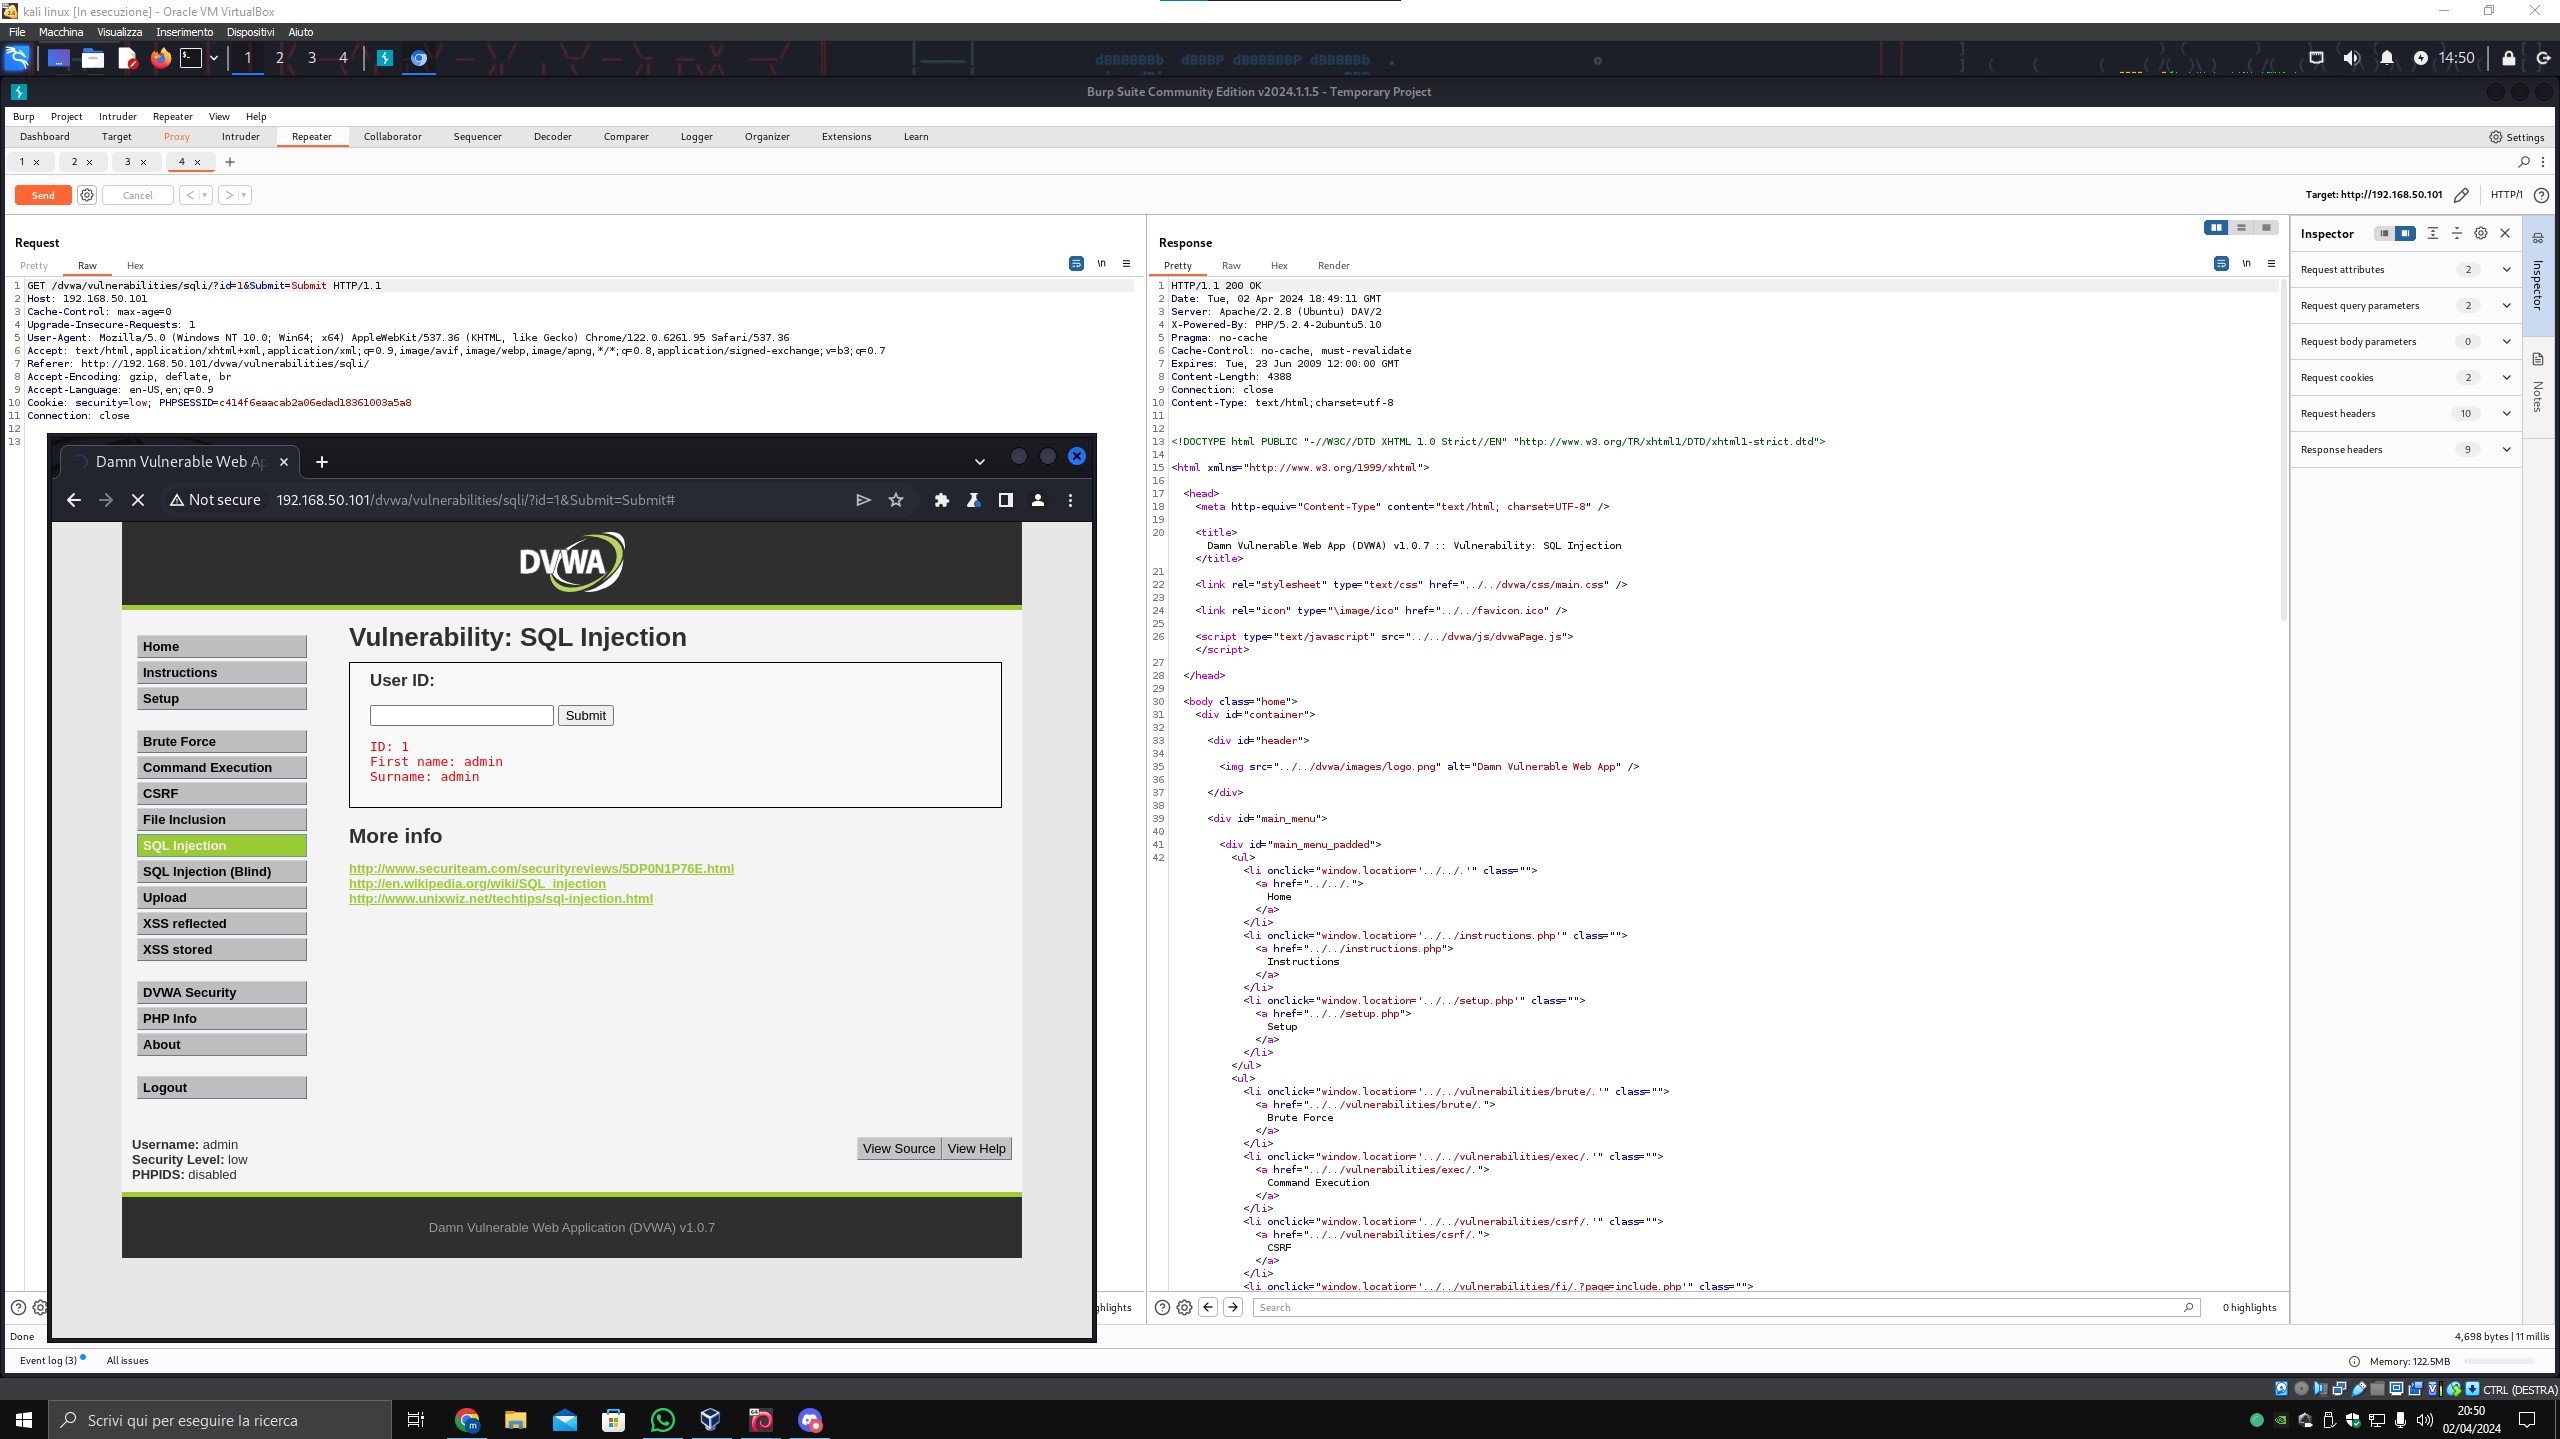 kali linux [In esecuzione] - Oracle VM VirtualBox
File Macchina Visualizza Inserimento Dispositivi Aiuto
1 2 3 4
14:50
Burp Suite Community Edition v2024.1.1.5 - Temporary Project
Burp Project Intruder Repeater View Help
Dashboard Target Proxy Intruder Repeater Collaborator Sequencer Decoder Comparer Logger Organizer Extensions Learn
Settings
1 × 2 × 3 × 4 × +
Send Cancel < >
Target: http://192.168.50.101 HTTP/1
Request
Pretty Raw Hex
\n
1 GET /dvwa/vulnerabilities/sqli/?id=1&Submit=Submit HTTP/1.1
2 Host: 192.168.50.101
3 Cache-Control: max-age=0
4 Upgrade-Insecure-Requests: 1
5 User-Agent: Mozilla/5.0 (Windows NT 10.0; Win64; x64) AppleWebKit/537.36 (KHTML, like Gecko) Chrome/122.0.6261.95 Safari/537.36
6 Accept: text/html,application/xhtml+xml,application/xml;q=0.9,image/avif,image/webp,image/apng,*/*;q=0.8,application/signed-exchange;v=b3;q=0.7
7 Referer: http://192.168.50.101/dvwa/vulnerabilities/sqli/
8 Accept-Encoding: gzip, deflate, br
9 Accept-Language: en-US,en;q=0.9
10 Cookie: security=low; PHPSESSID=c414f6eaacab2a06edad18361003a5a8
11 Connection: close
12
13
Damn Vulnerable Web Ap
Not secure 192.168.50.101/dvwa/vulnerabilities/sqli/?id=1&Submit=Submit#
DVWA
Home
Instructions
Setup
Brute Force
Command Execution
CSRF
File Inclusion
SQL Injection
SQL Injection (Blind)
Upload
XSS reflected
XSS stored
DVWA Security
PHP Info
About
Logout
Vulnerability: SQL Injection
User ID:
Submit
ID: 1
First name: admin
Surname: admin
More info
http://www.securiteam.com/securityreviews/5DP0N1P76E.html
http://en.wikipedia.org/wiki/SQL_injection
http://www.unixwiz.net/techtips/sql-injection.html
Username: admin
Security Level: low
PHPIDS: disabled
View Source View Help
Damn Vulnerable Web Application (DVWA) v1.0.7
Response
Pretty Raw Hex Render
\n
1 HTTP/1.1 200 OK
2 Date: Tue, 02 Apr 2024 18:49:11 GMT
3 Server: Apache/2.2.8 (Ubuntu) DAV/2
4 X-Powered-By: PHP/5.2.4-2ubuntu5.10
5 Pragma: no-cache
6 Cache-Control: no-cache, must-revalidate
7 Expires: Tue, 23 Jun 2009 12:00:00 GMT
8 Content-Length: 4388
9 Connection: close
10 Content-Type: text/html;charset=utf-8
11
12
13 <!DOCTYPE html PUBLIC "-//W3C//DTD XHTML 1.0 Strict//EN" "http://www.w3.org/TR/xhtml1/DTD/xhtml1-strict.dtd">
14
15 <html xmlns="http://www.w3.org/1999/xhtml">
16
17 <head>
18 <meta http-equiv="Content-Type" content="text/html; charset=UTF-8" />
19
20 <title>
Damn Vulnerable Web App (DVWA) v1.0.7 :: Vulnerability: SQL Injection
</title>
21
22 <link rel="stylesheet" type="text/css" href="../../dvwa/css/main.css" />
23
24 <link rel="icon" type="\image/ico" href="../../favicon.ico" />
25
26 <script type="text/javascript" src="../../dvwa/js/dvwaPage.js">
</script>
27
28 </head>
29
30 <body class="home">
31 <div id="container">
32
33 <div id="header">
34
35 <img src="../../dvwa/images/logo.png" alt="Damn Vulnerable Web App" />
36
37 </div>
38
39 <div id="main_menu">
40
41 <div id="main_menu_padded">
42 <ul>
<li onclick="window.location='../../.'" class="">
<a href="../../.">
Home
</a>
</li>
<li onclick="window.location='../../instructions.php'" class="">
<a href="../../instructions.php">
Instructions
</a>
</li>
<li onclick="window.location='../../setup.php'" class="">
<a href="../../setup.php">
Setup
</a>
</li>
</ul>
<ul>
<li onclick="window.location='../../vulnerabilities/brute/.'" class="">
<a href="../../vulnerabilities/brute/.">
Brute Force
</a>
</li>
<li onclick="window.location='../../vulnerabilities/exec/.'" class="">
<a href="../../vulnerabilities/exec/.">
Command Execution
</a>
</li>
<li onclick="window.location='../../vulnerabilities/csrf/.'" class="">
<a href="../../vulnerabilities/csrf/.">
CSRF
</a>
</li>
<li onclick="window.location='../../vulnerabilities/fi/.?page=include.php'" class="">
Inspector
Request attributes 2
Request query parameters 2
Request body parameters 0
Request cookies 2
Request headers 10
Response headers 9
Inspector
Notes
ghlights
Search
0 highlights
Done
4,698 bytes | 11 millis
Event log (3) All issues
Memory: 122.5MB
CTRL (DESTRA)
Scrivi qui per eseguire la ricerca
20:50
02/04/2024